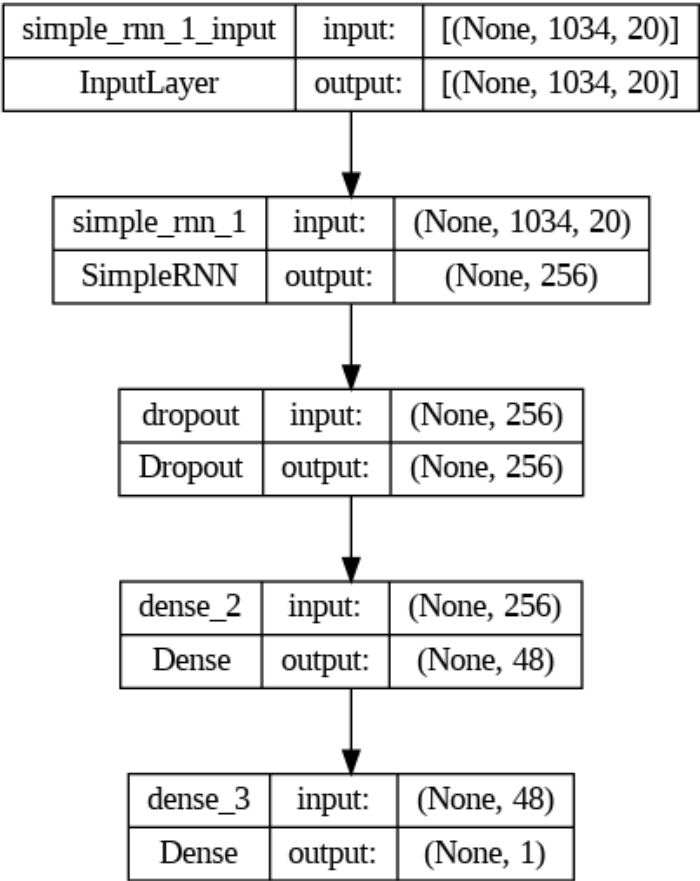 simple_rnn_1_input input: [(None, 1034, 20)]
InputLayer output: [(None, 1034, 20)]
simple_rnn_1 input: (None, 1034, 20)
SimpleRNN output: (None, 256)
dropout input: (None, 256)
Dropout output: (None, 256)
dense_2 input: (None, 256)
Dense output: (None, 48)
dense_3 input: (None, 48)
Dense output: (None, 1)